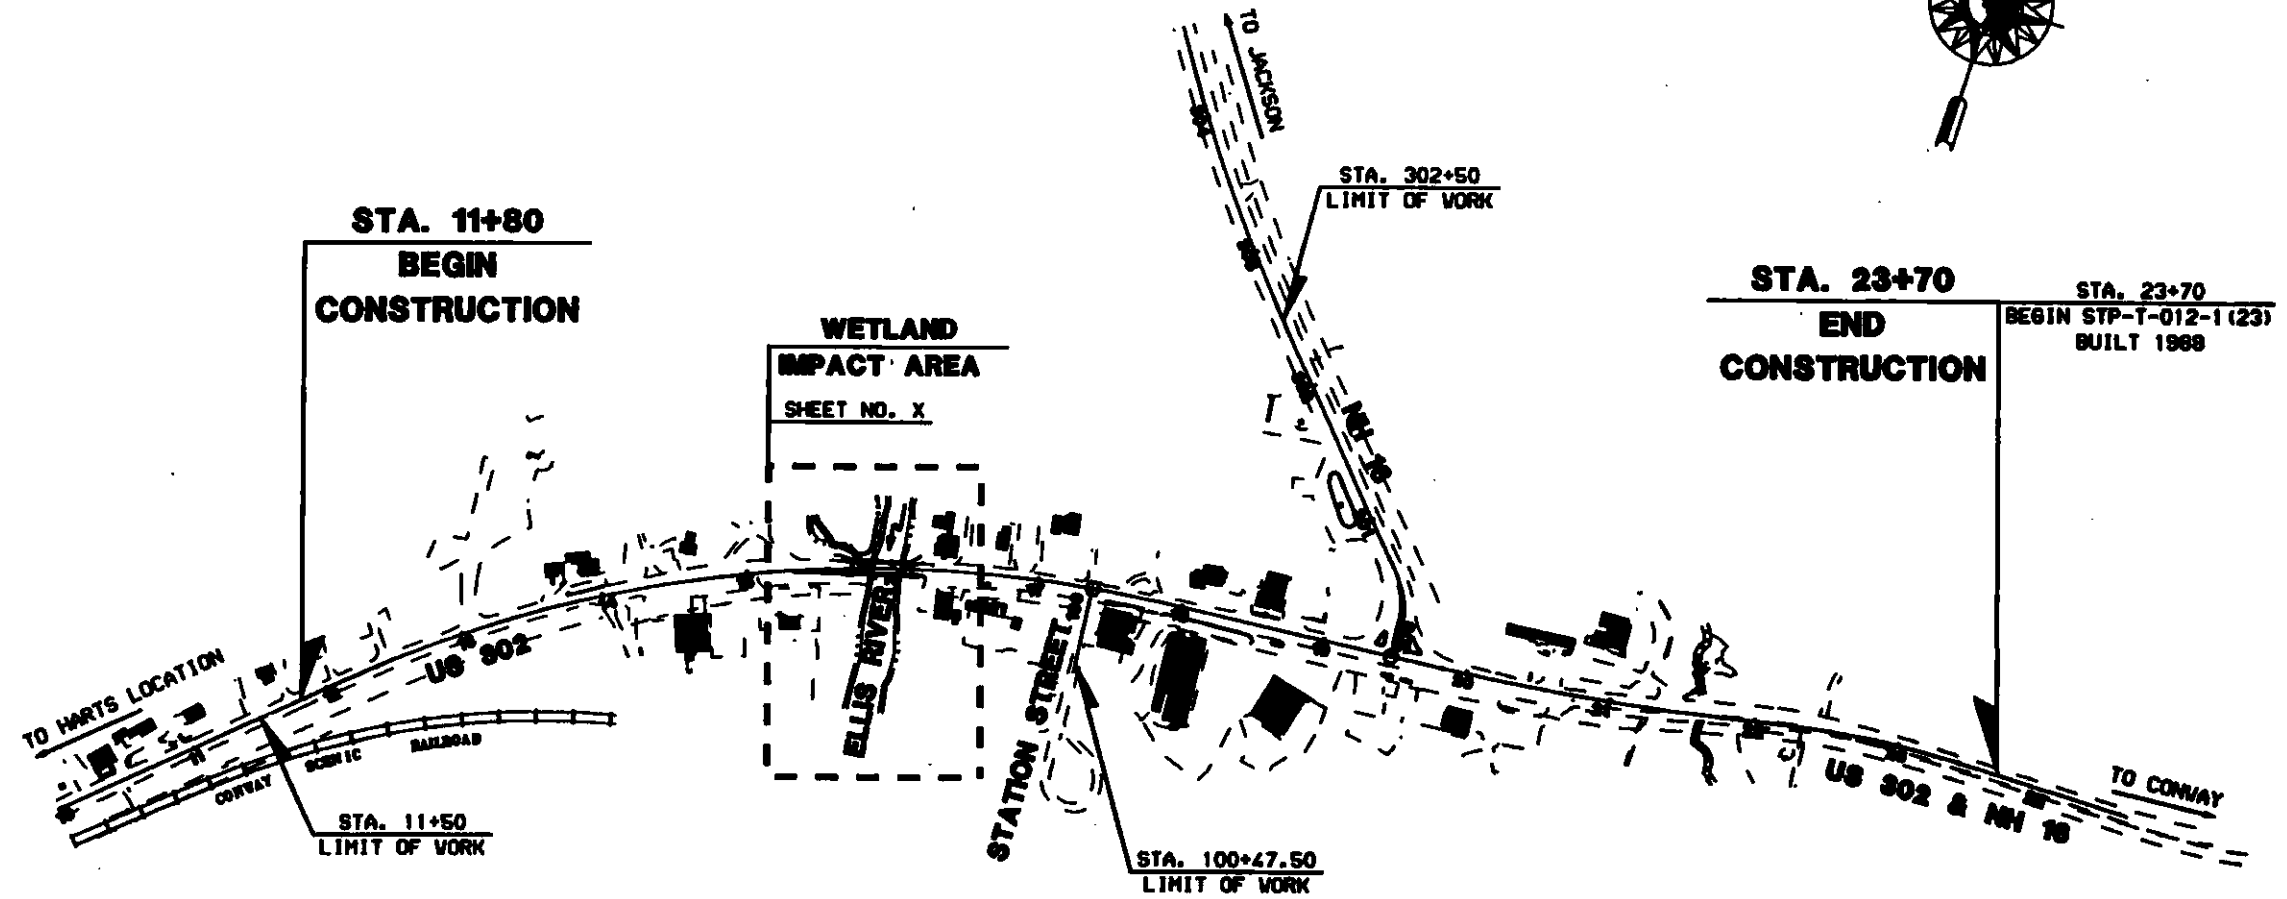 TO JACKSON
STA. 302+50
LIMIT OF WORK
STA. 11+80
BEGIN
CONSTRUCTION
STA. 23+70
END
CONSTRUCTION
STA. 23+70
BEGIN STP-T-012-1(23)
BUILT 1988
WETLAND
IMPACT AREA
SHEET NO. X
NH 16
TO HARTS LOCATION
US 302
ELLIS RIVER
STATION STREET
CONWAY SCENIC RAILROAD
US 302 & NH 16
TO CONWAY
STA. 11+50
LIMIT OF WORK
STA. 100+47.50
LIMIT OF WORK